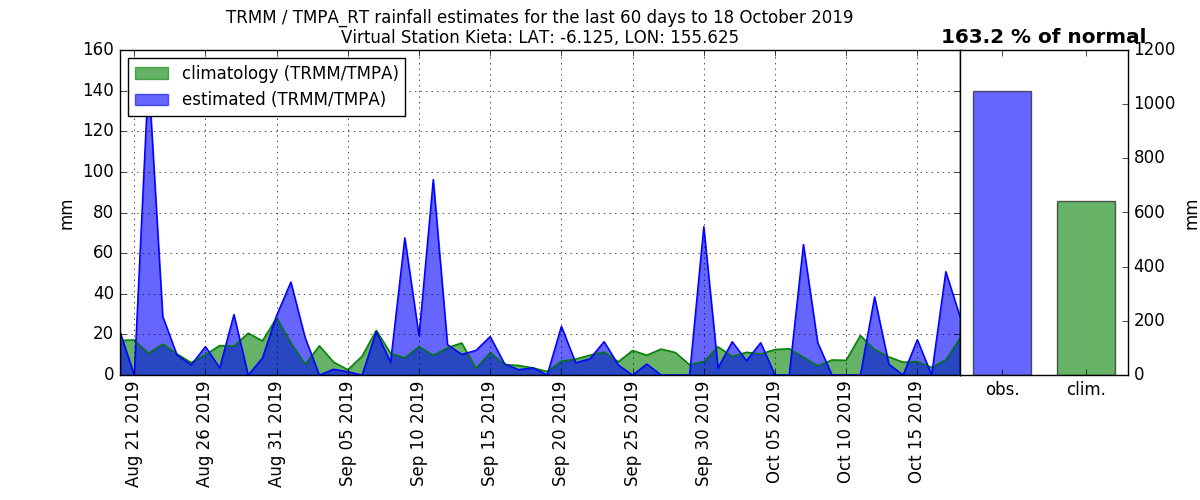 TRMM / TMPA_RT rainfall estimates for the last 60 days to 18 October 2019
Virtual Station Kieta: LAT: -6.125, LON: 155.625
163.2 % of normal
climatology (TRMM/TMPA)
estimated (TRMM/TMPA)
160
140
120
100
80
60
40
20
0
mm
Aug 21 2019
Aug 26 2019
Aug 31 2019
Sep 05 2019
Sep 10 2019
Sep 15 2019
Sep 20 2019
Sep 25 2019
Sep 30 2019
Oct 05 2019
Oct 10 2019
Oct 15 2019
obs.
clim.
1200
1000
800
600
400
200
0
mm